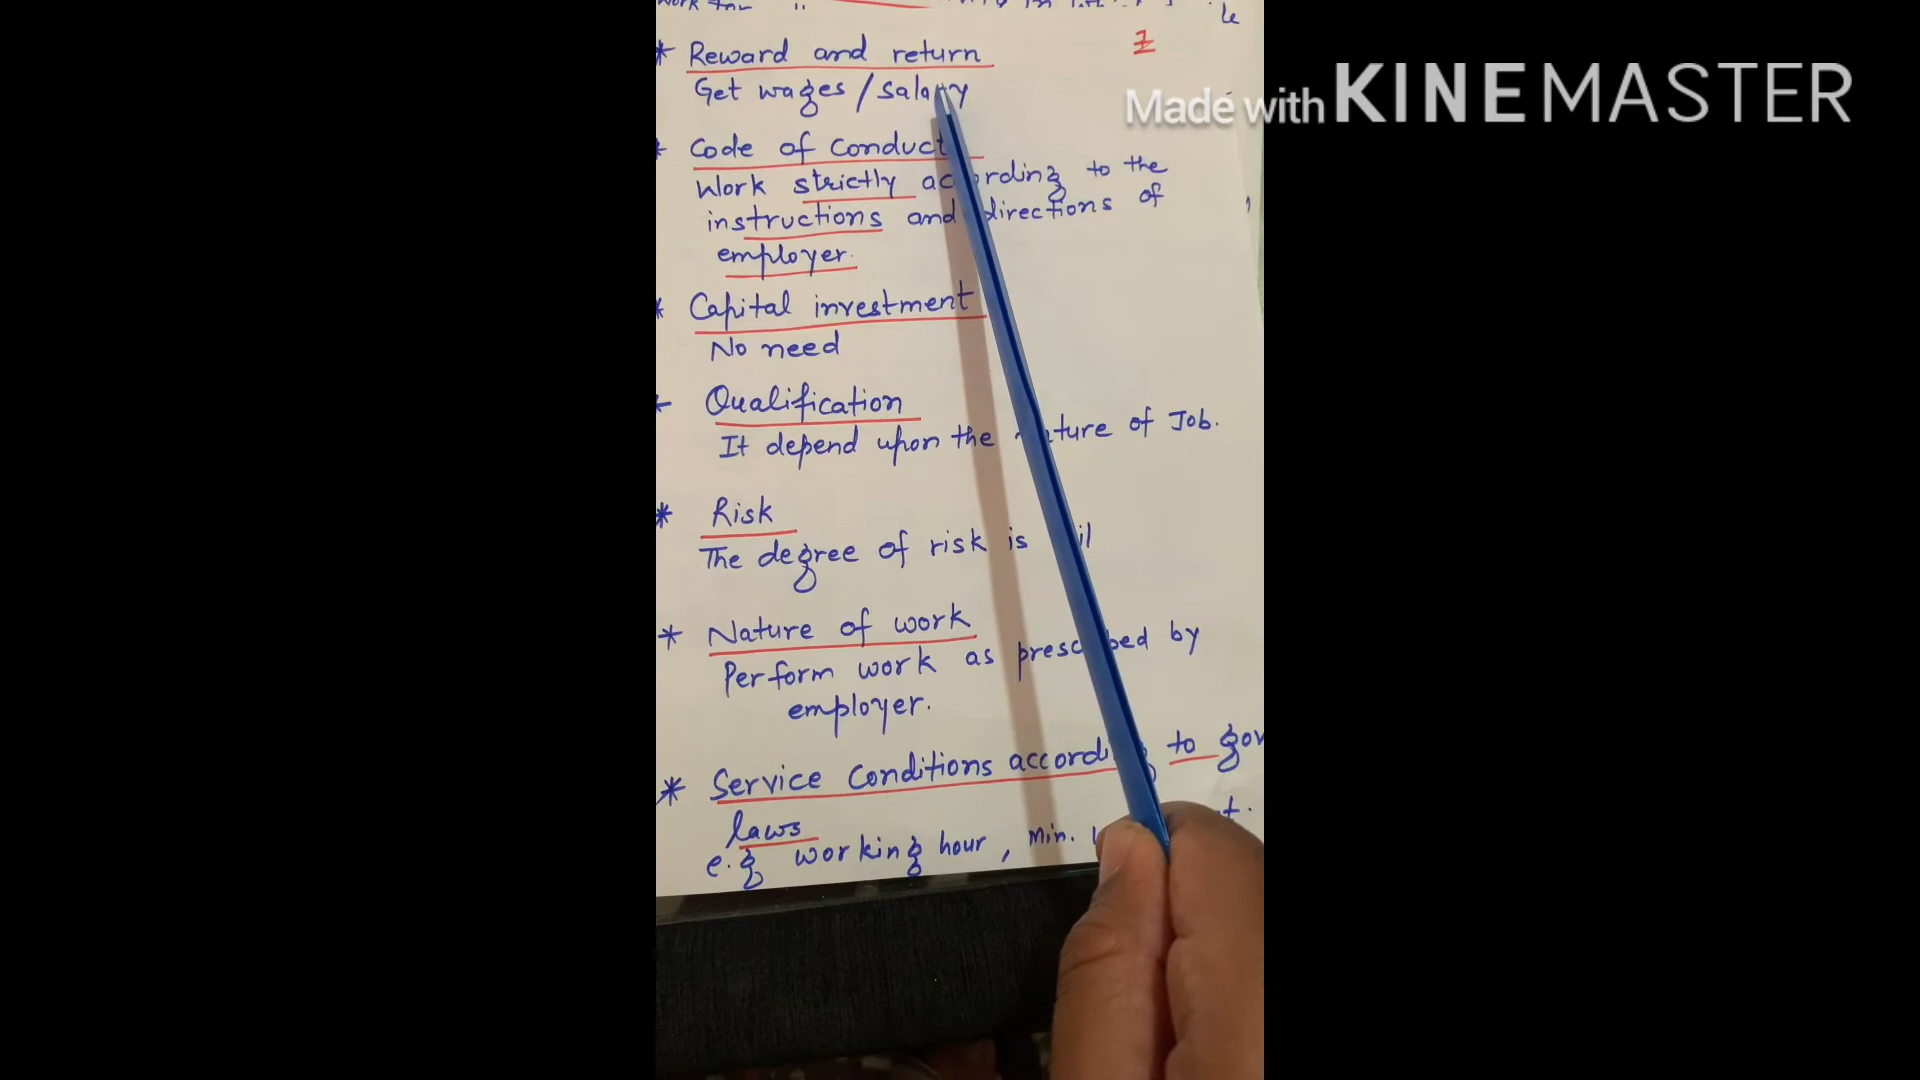 * Reward and return
Get wages / salary
Made with KINEMASTER
* Code of conduct
Work strictly according to the
instructions and directions of
employer.
* Capital investment
No need
* Qualification
It depend upon the nature of Job.
* Risk
The degree of risk is
* Nature of work
Perform work as prescribed by
employer.
* Service Conditions according to gov
laws
e.g working hour, min.